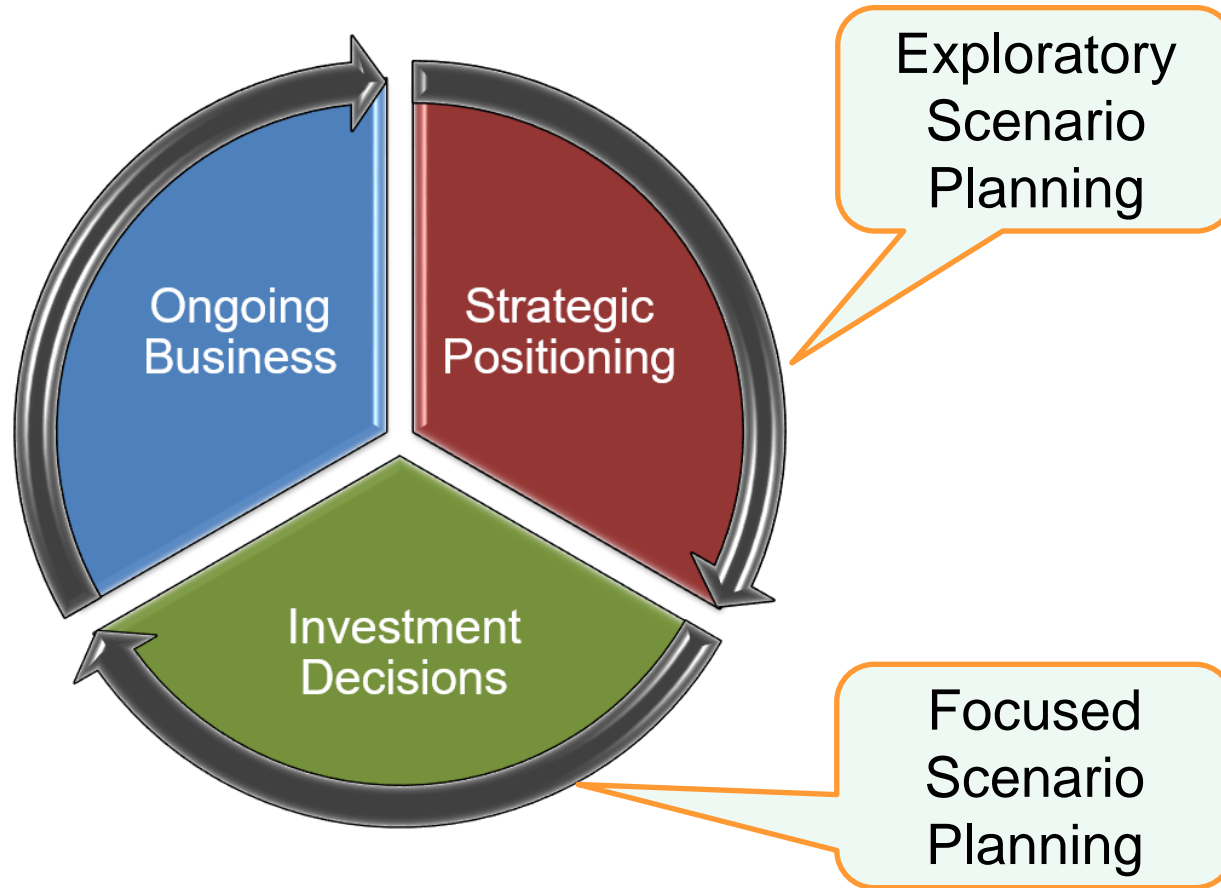 Exploratory
Scenario
Planning
Ongoing
Business
Strategic
Positioning
Investment
Decisions
Focused
Scenario
Planning